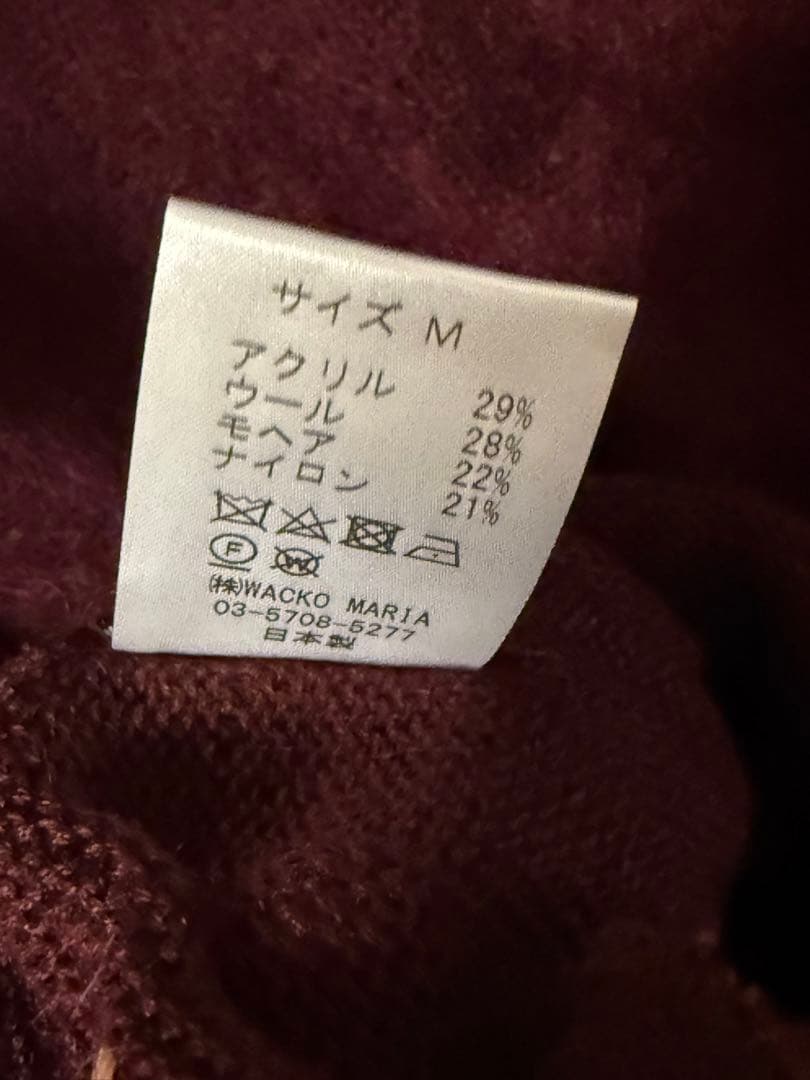 サイズ M
アクリル 29%
ウール 28%
モヘア 22%
ナイロン 21%
F W
(株)WACKO MARIA
03-5708-5277
日本製